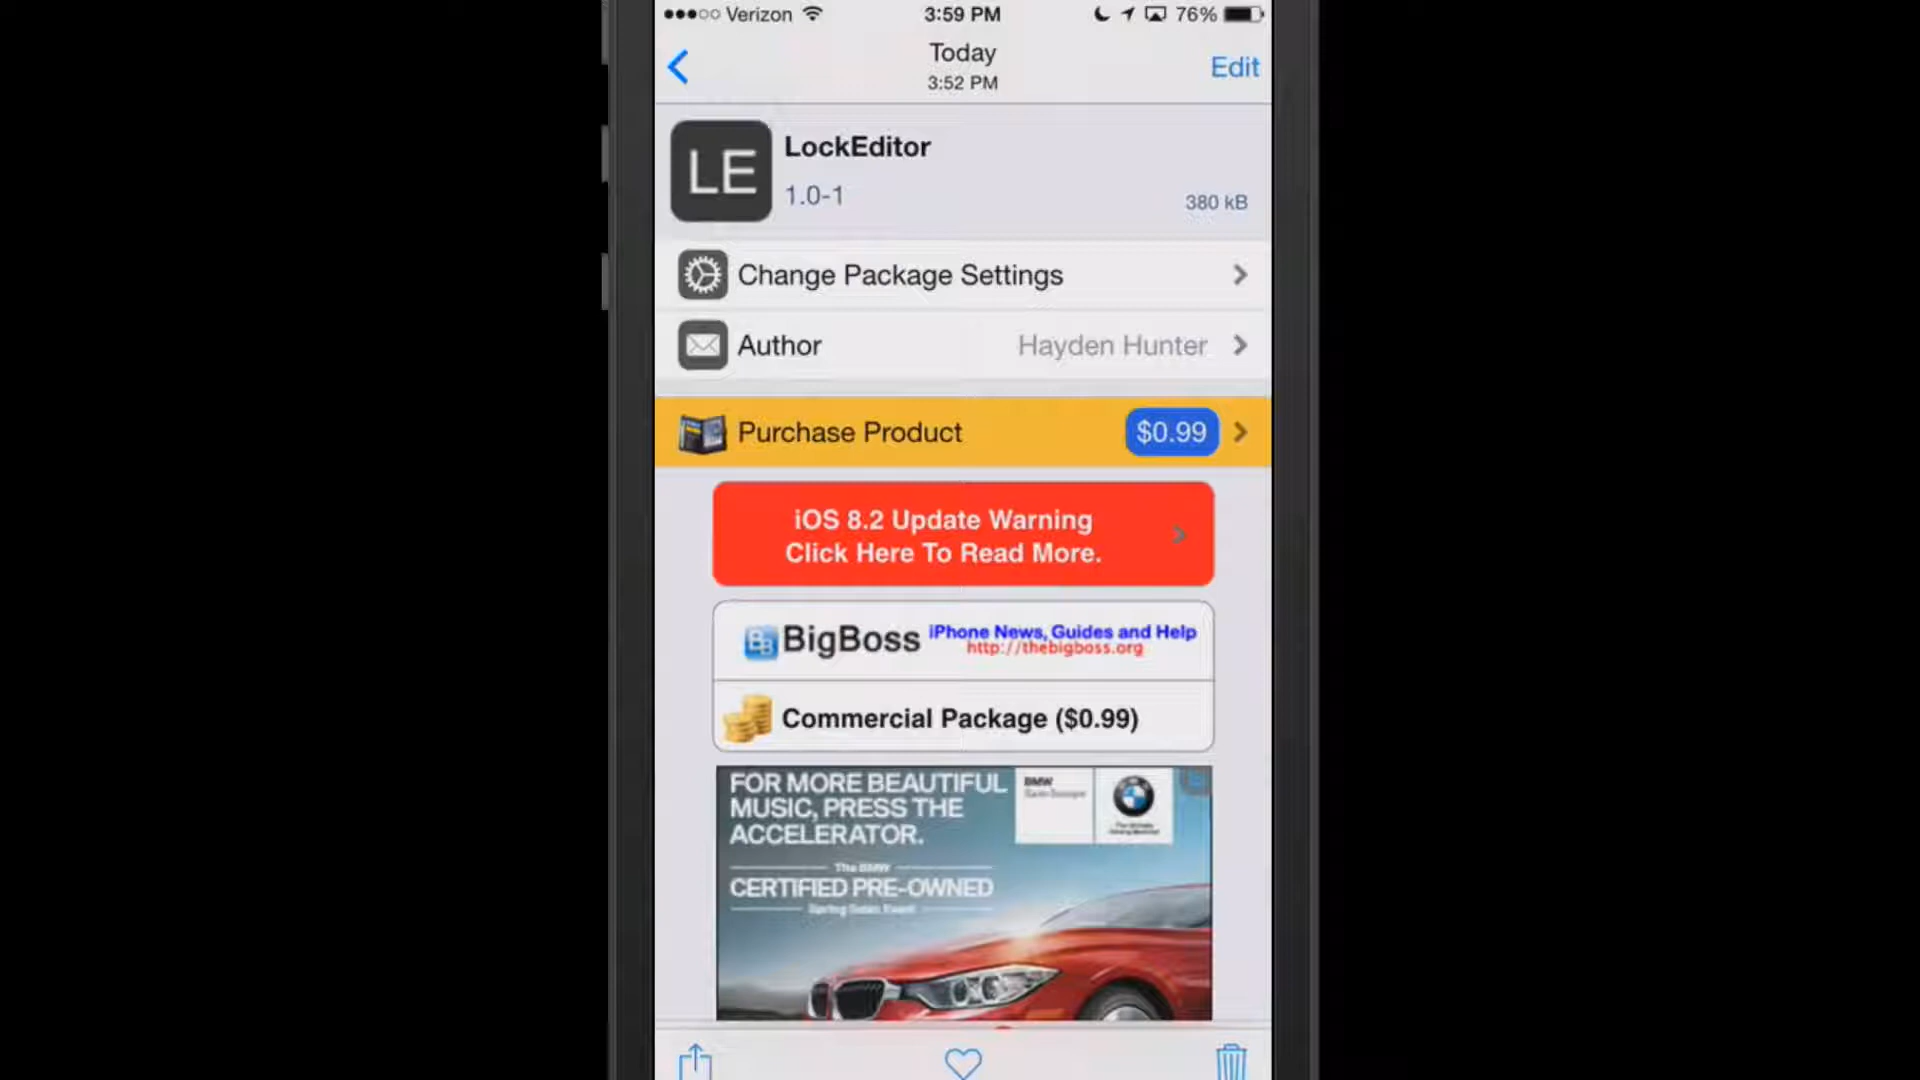 Verizon
3:59 PM
76%
Today
3:52 PM
Edit
LE
LockEditor
1.0-1
380 kB
Change Package Settings
Author
Hayden Hunter
Purchase Product
$0.99
iOS 8.2 Update Warning
Click Here To Read More.
BB
BigBoss
iPhone News, Guides and Help
http://thebigboss.org
Commercial Package ($0.99)
FOR MORE BEAUTIFUL
MUSIC, PRESS THE
ACCELERATOR.
BMW
The BMW
CERTIFIED PRE-OWNED